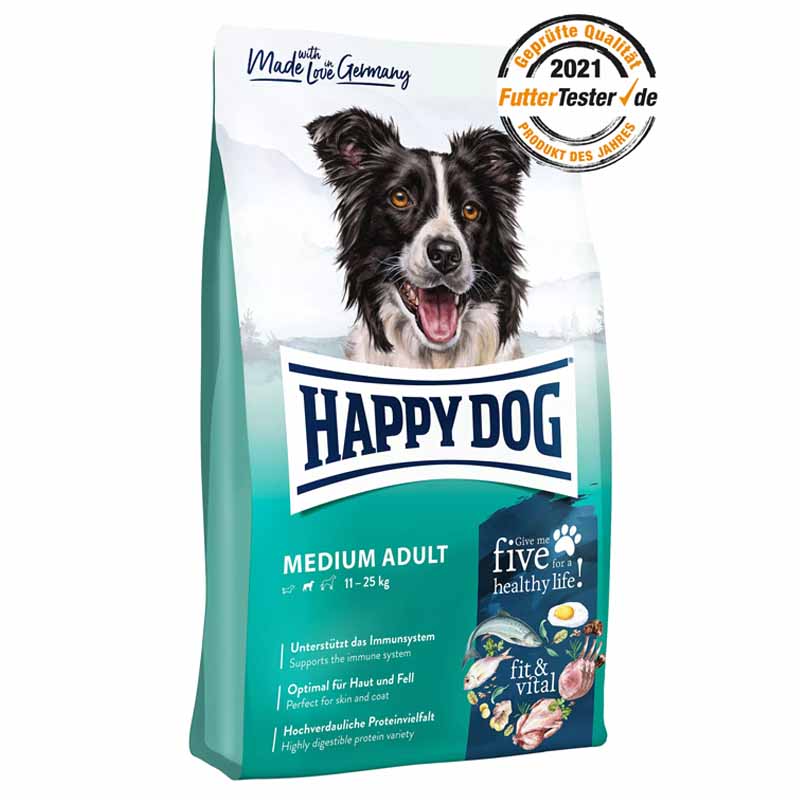 Made with Love in Germany
Geprüfte Qualität
2021
FutterTester.de
PRODUKT DES JAHRES
HAPPY DOG®
MEDIUM ADULT
11 – 25 kg
Give me
five for a
healthy life!
Unterstützt das Immunsystem
Supports the immune system
Optimal für Haut und Fell
Perfect for skin and coat
Hochverdauliche Proteinvielfalt
Highly digestible protein variety
fit &
vital